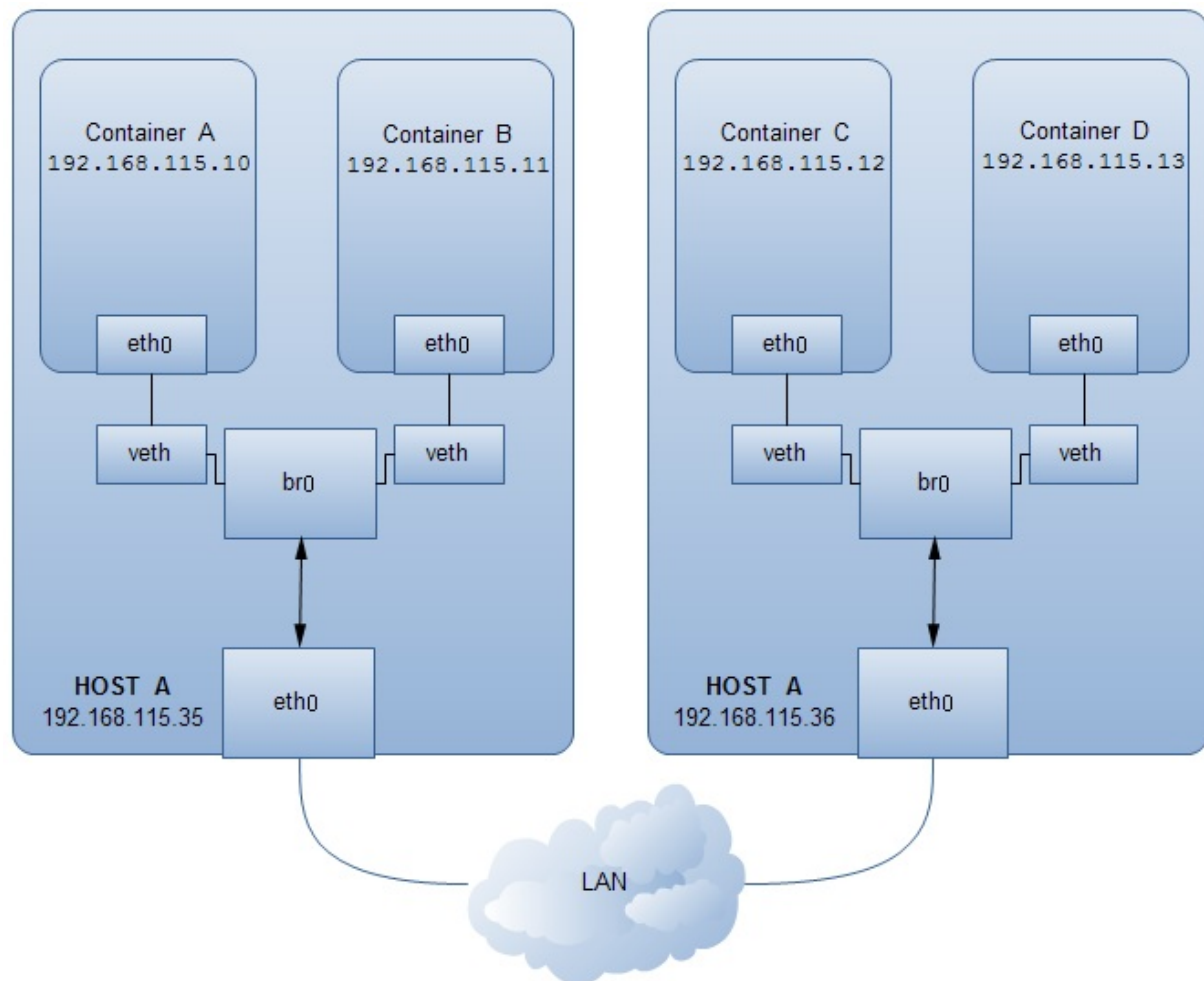 Container A
192.168.115.10
eth0
veth
Container B
192.168.115.11
eth0
veth
br0
HOST A
192.168.115.35
eth0
Container C
192.168.115.12
eth0
veth
Container D
192.168.115.13
eth0
veth
br0
HOST A
192.168.115.36
eth0
LAN